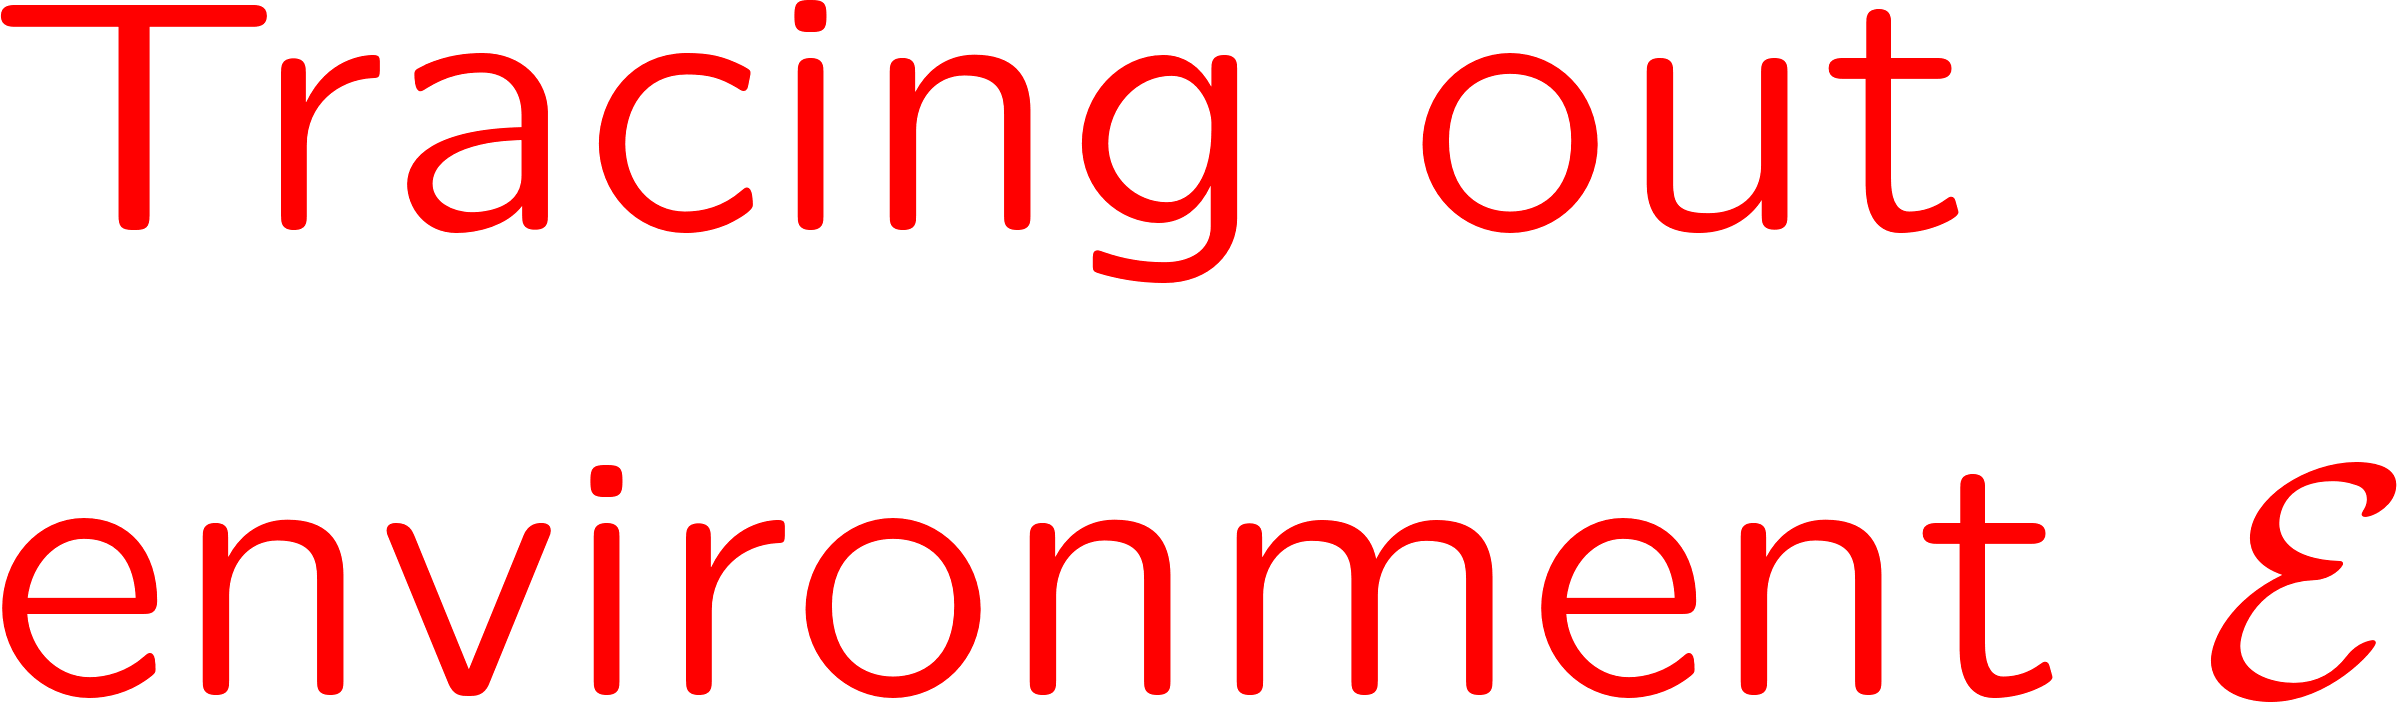 Tracing out
environment ℰ